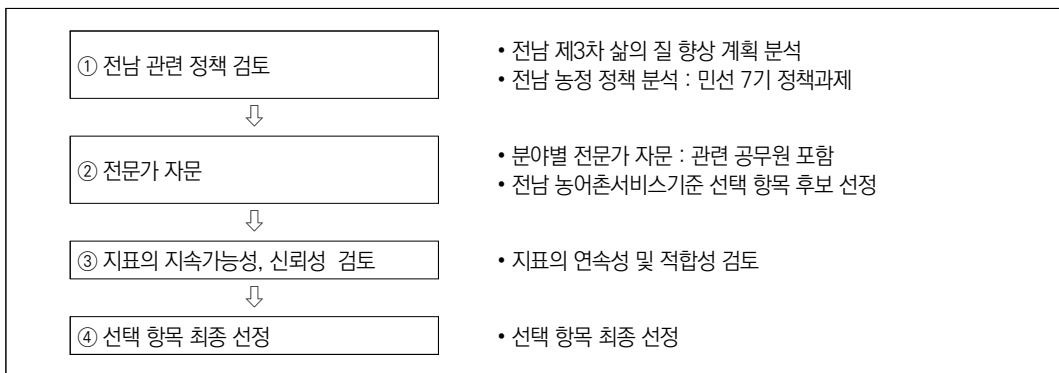 ① 전남 관련 정책 검토
• 전남 제3차 삶의 질 향상 계획 분석
• 전남 농정 정책 분석 : 민선 7기 정책과제
⇩
② 전문가 자문
• 분야별 전문가 자문 : 관련 공무원 포함
• 전남 농어촌서비스기준 선택 항목 후보 선정
⇩
③ 지표의 지속가능성, 신뢰성 검토
• 지표의 연속성 및 적합성 검토
⇩
④ 선택 항목 최종 선정
• 선택 항목 최종 선정